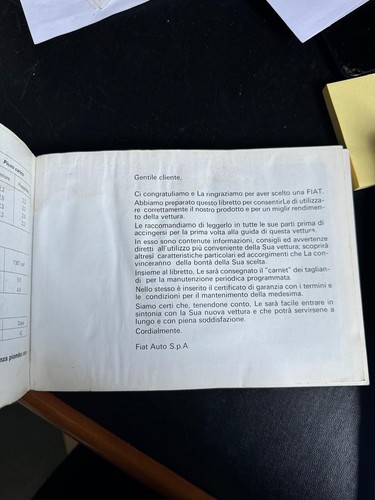 Gentile cliente,
Ci congratuliamo e La ringraziamo per aver scelto una FIAT.
Abbiamo preparato questo libretto per consentirLe di utilizza-
re correttamente il nostro prodotto e per un miglir rendimen-
to della vettura.
Le raccomandiamo di leggerlo in tutte le sue parti prima di
accingersi per la prima volta alla guida di questa vettura.
In esso sono contenute informazioni, consigli ed avvertenze
diretti all'utilizzo più conveniente della Sua vettura; scoprirà
altresì caratteristiche particolari ed accorgimenti che La con-
vinceranno della bontà della Sua scelta.
Insieme al libretto, Le sarà consegnato il "carnet" dei taglian-
di per la manutenzione periodica programmata.
Nello stesso è inserito il certificato di garanzia con i termini e
le condizioni per il mantenimento della medesima.
Siamo certi che, tenendone conto, Le sarà facile entrare in
sintonia con la Sua nuova vettura e che potrà servirsene a
lungo e con piena soddisfazione.
Cordialmente.
Fiat Auto S.p.A.